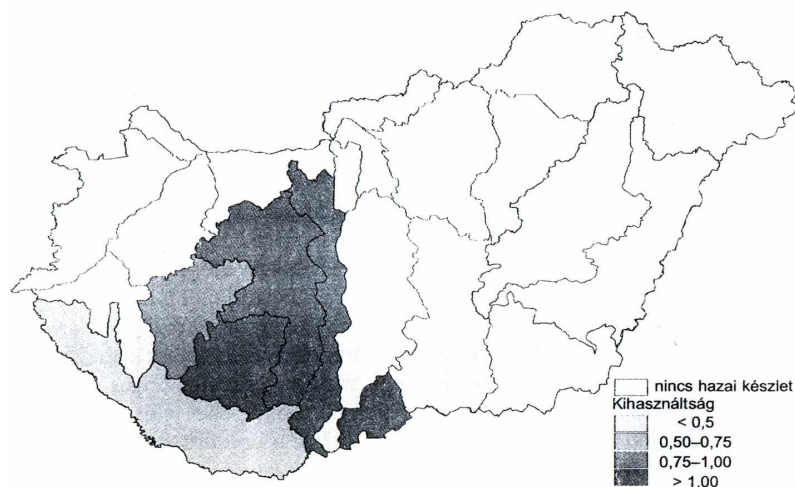 nincs hazai készlet
Kihasználtság
< 0,5
0,50–0,75
0,75–1,00
> 1,00